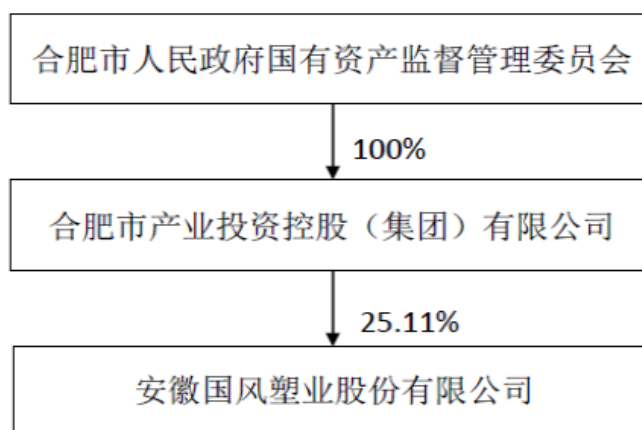 合肥市人民政府国有资产监督管理委员会
100%
合肥市产业投资控股（集团）有限公司
25.11%
安徽国风塑业股份有限公司